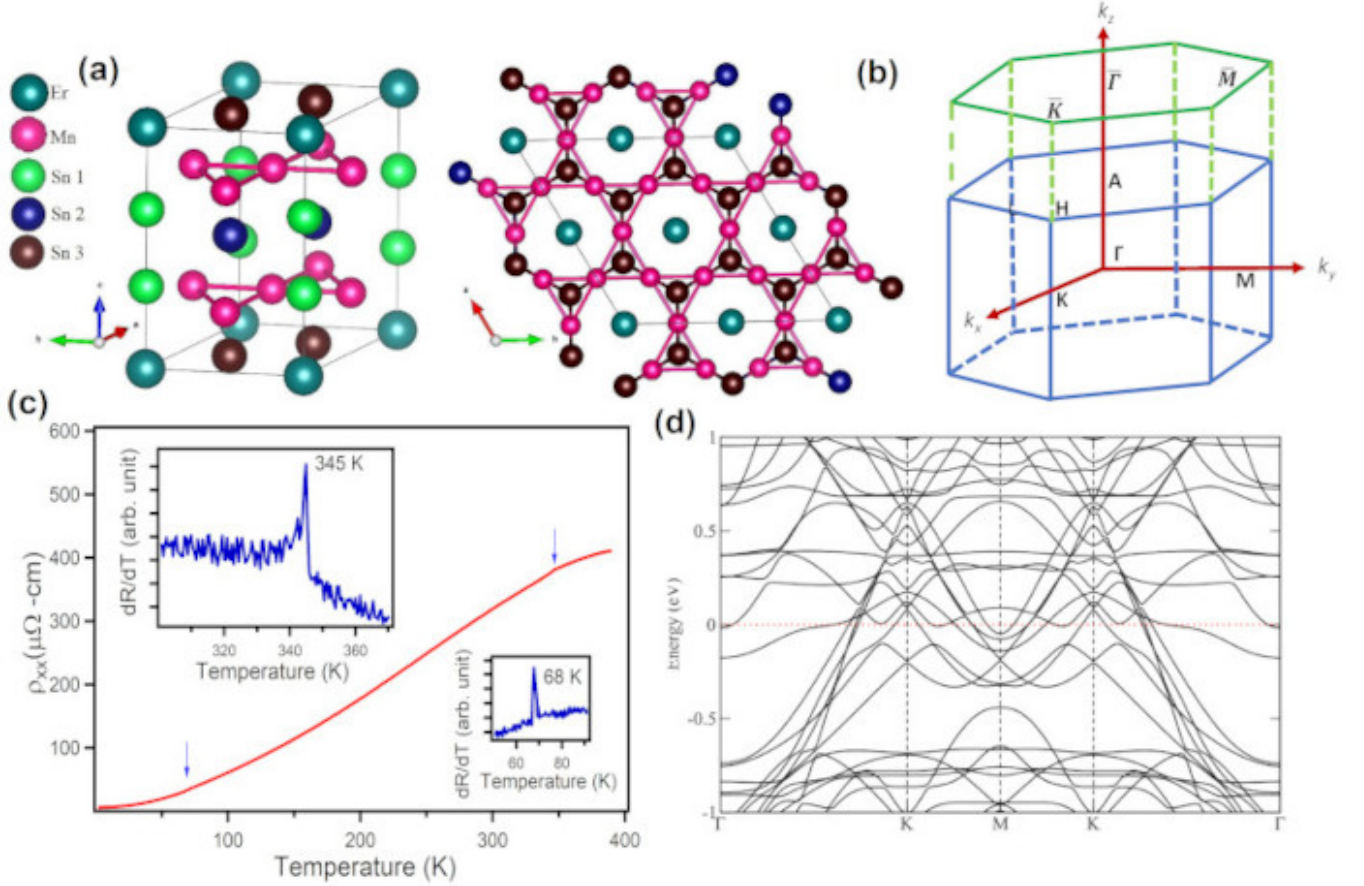 (a)
Er
Mn
Sn 1
Sn 2
Sn 3
c
a
b
a
b
(b)
k_z
Γ̅
M̅
K̅
A
H
Γ
M
k_y
K
k_x
(c)
ρxx(μΩ -cm)
600
500
400
300
200
100
100
200
300
400
Temperature (K)
dR/dT (arb. unit)
345 K
320
340
360
Temperature (K)
dR/dT (arb. unit)
68 K
60
80
Temperature (K)
(d)
Energy (eV)
1
0.5
0
-0.5
-1
Γ
K
M
K
Γ